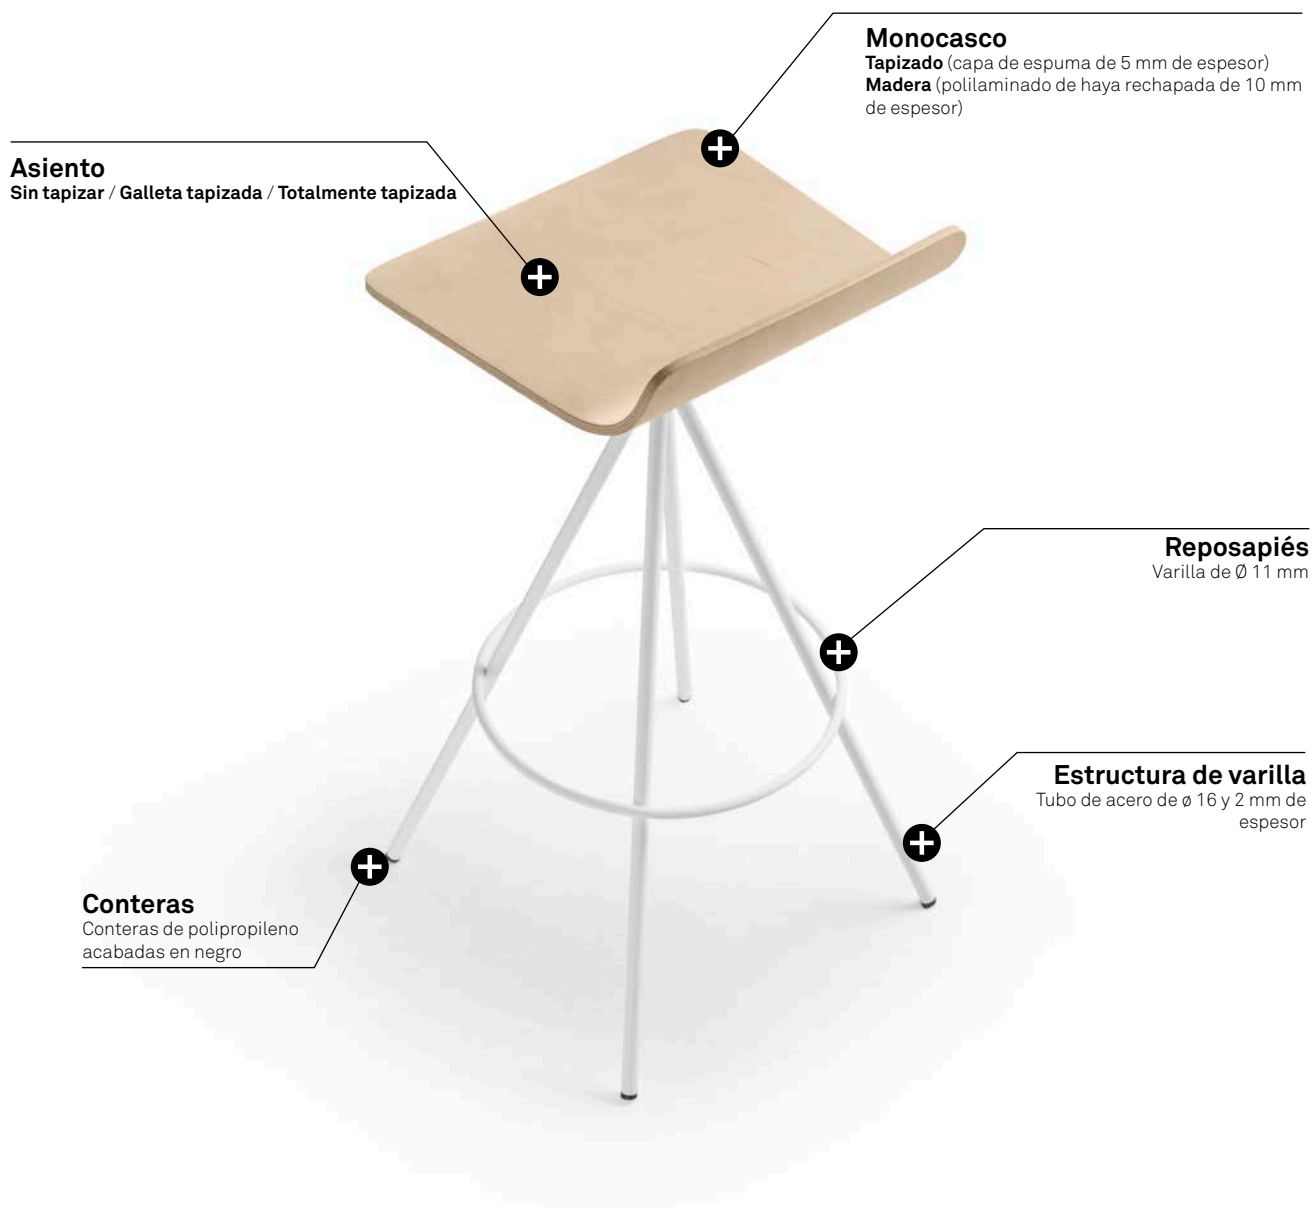 Monocasco
Tapizado (capa de espuma de 5 mm de espesor)
Madera (polilaminado de haya rechapada de 10 mm
de espesor)
Asiento
Sin tapizar / Galleta tapizada / Totalmente tapizada
Reposapiés
Varilla de Ø 11 mm
Estructura de varilla
Tubo de acero de ø 16 y 2 mm de
espesor
Conteras
Conteras de polipropileno
acabadas en negro